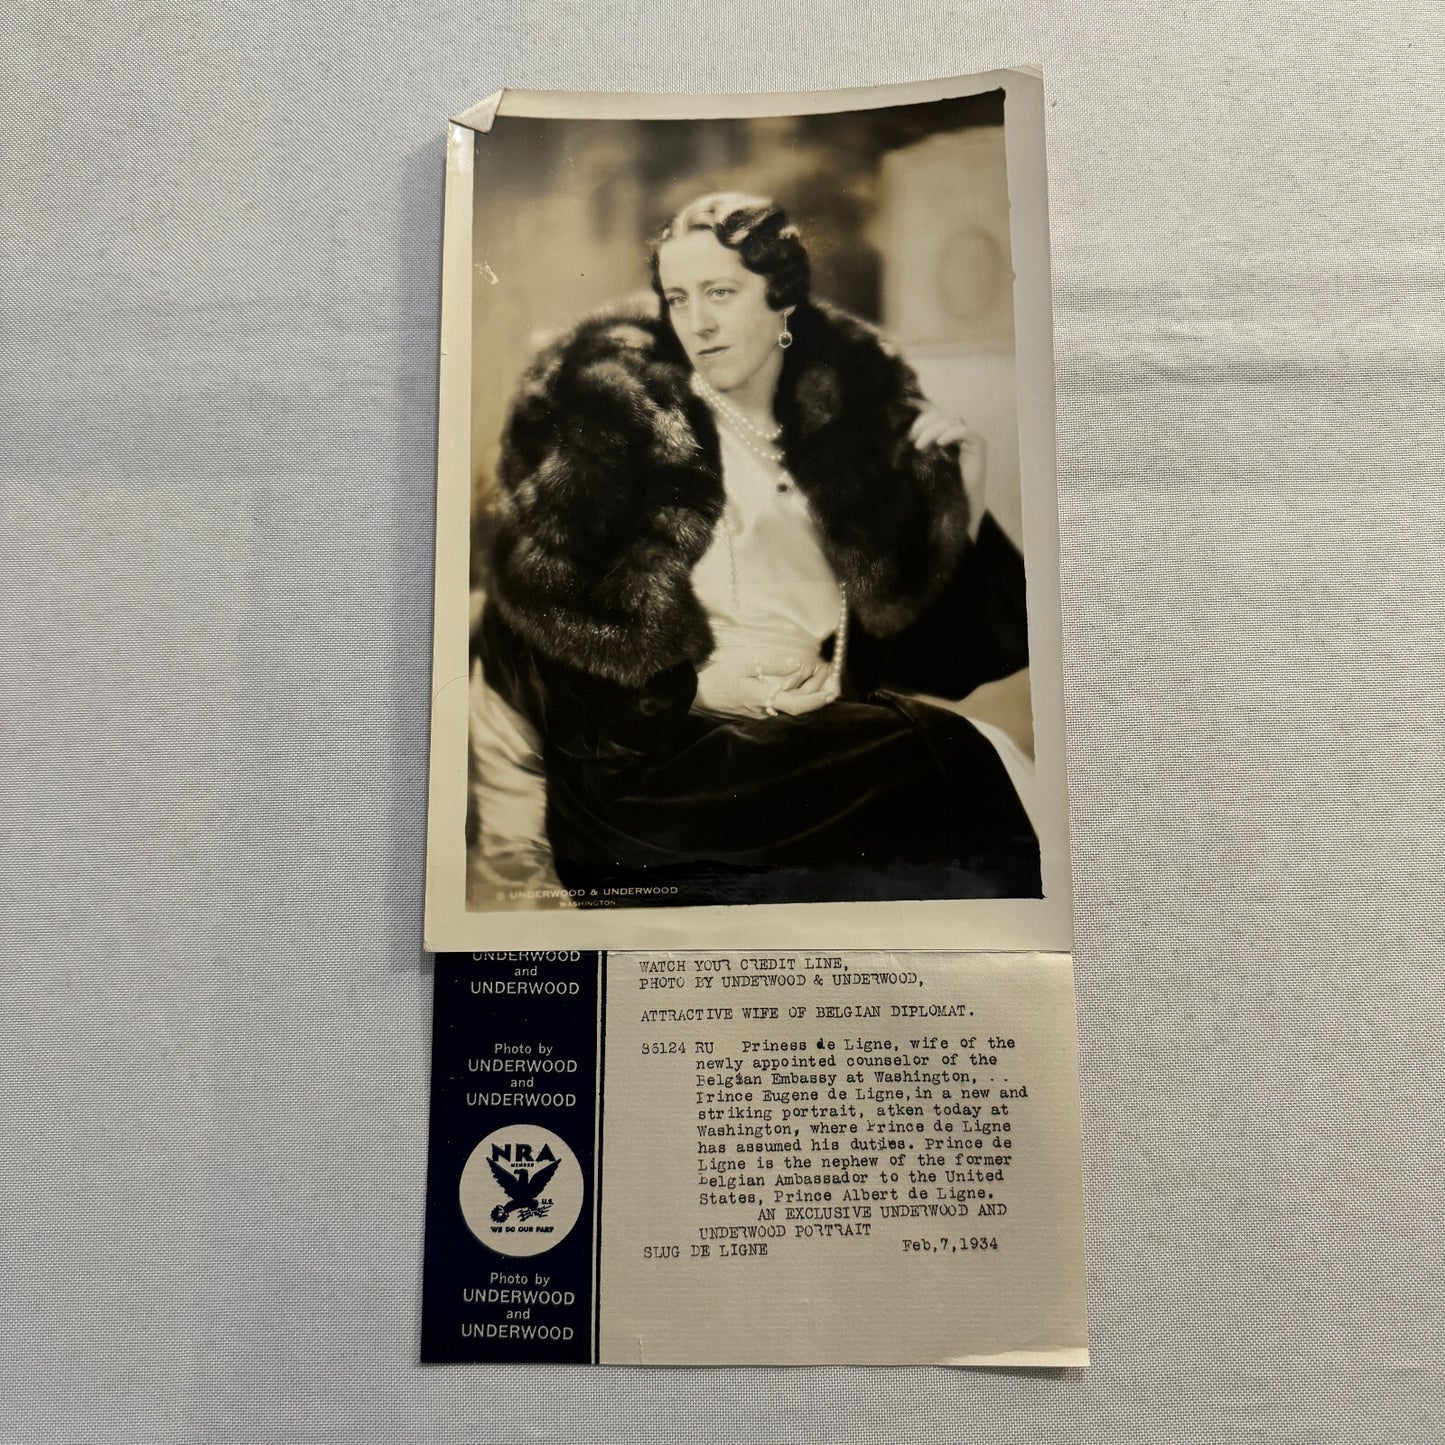 © UNDERWOOD & UNDERWOOD
WASHINGTON
UNDERWOOD
and
UNDERWOOD
Photo by
UNDERWOOD
and
UNDERWOOD
NRA
MEMBER
U.S.
WE DO OUR PART
Photo by
UNDERWOOD
and
UNDERWOOD
WATCH YOUR CREDIT LINE,
PHOTO BY UNDERWOOD & UNDERWOOD,
ATTRACTIVE WIFE OF BELGIAN DIPLOMAT.
36124 RU Priness de Ligne, wife of the
newly appointed counselor of the
Belgian Embassy at Washington, ..
Prince Eugene de Ligne, in a new and
striking portrait, atken today at
Washington, where Prince de Ligne
has assumed his duties. Prince de
Ligne is the nephew of the former
Belgian Ambassador to the United
States, Prince Albert de Ligne.
AN EXCLUSIVE UNDERWOOD AND
UNDERWOOD PORTRAIT
SLUG DE LIGNE Feb,7,1934